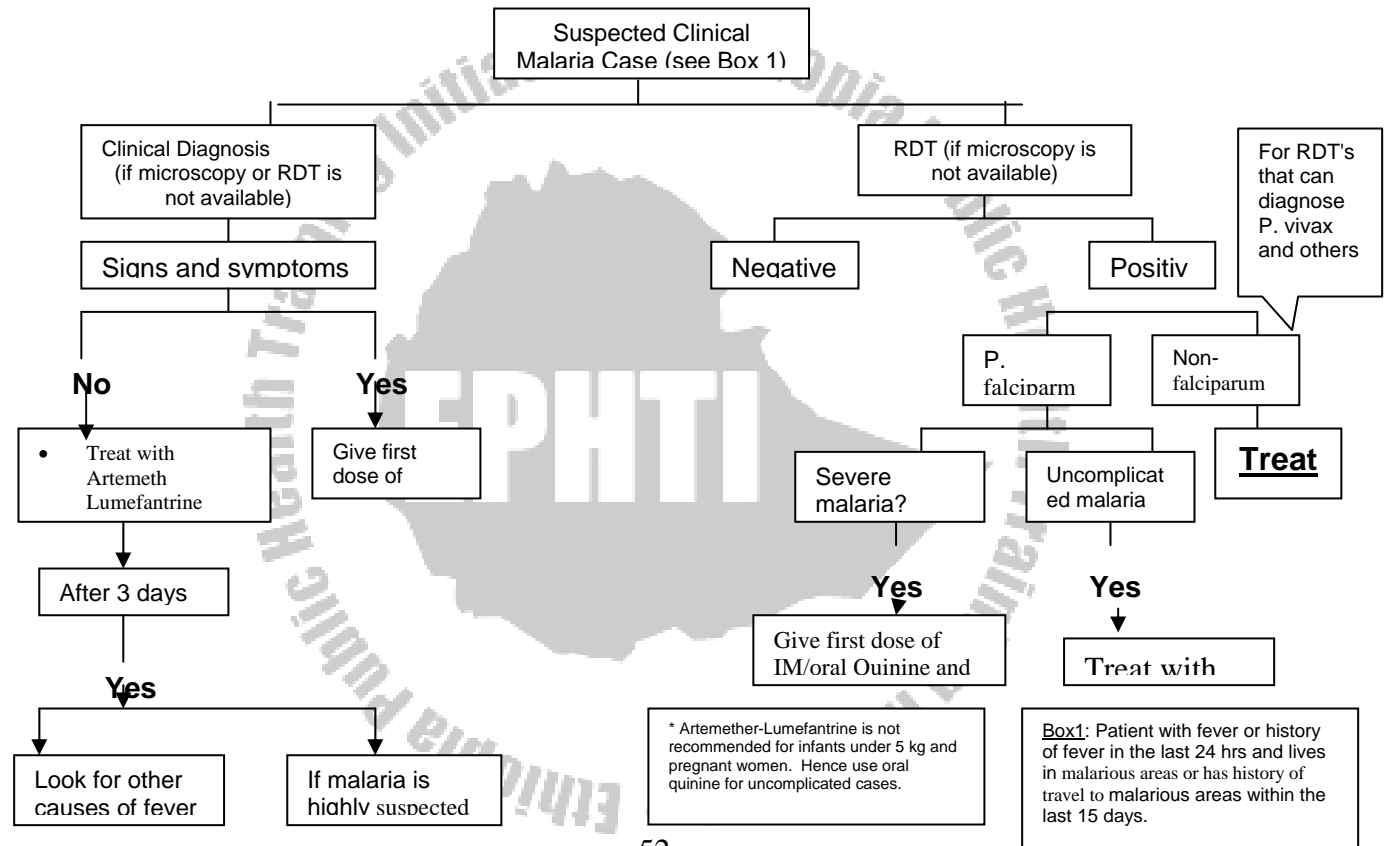 Suspected Clinical
Malaria Case (see Box 1)
Clinical Diagnosis
(if microscopy or RDT is
not available)
RDT (if microscopy is
not available)
For RDT's
that can
diagnose
P. vivax
and others
Signs and symptoms
Negative
Positiv
No
Yes
P.
falciparm
Non-
falciparum
• Treat with
Artemeth
Lumefantrine
Give first
dose of
Severe
malaria?
Uncomplicat
ed malaria
Treat
After 3 days
Yes
Yes
Give first dose of
IM/oral Quinine and
Treat with
Yes
Look for other
causes of fever
If malaria is
highly suspected
* Artemether-Lumefantrine is not
recommended for infants under 5 kg and
pregnant women. Hence use oral
quinine for uncomplicated cases.
Box1: Patient with fever or history
of fever in the last 24 hrs and lives
in malarious areas or has history of
travel to malarious areas within the
last 15 days.
EPHTI